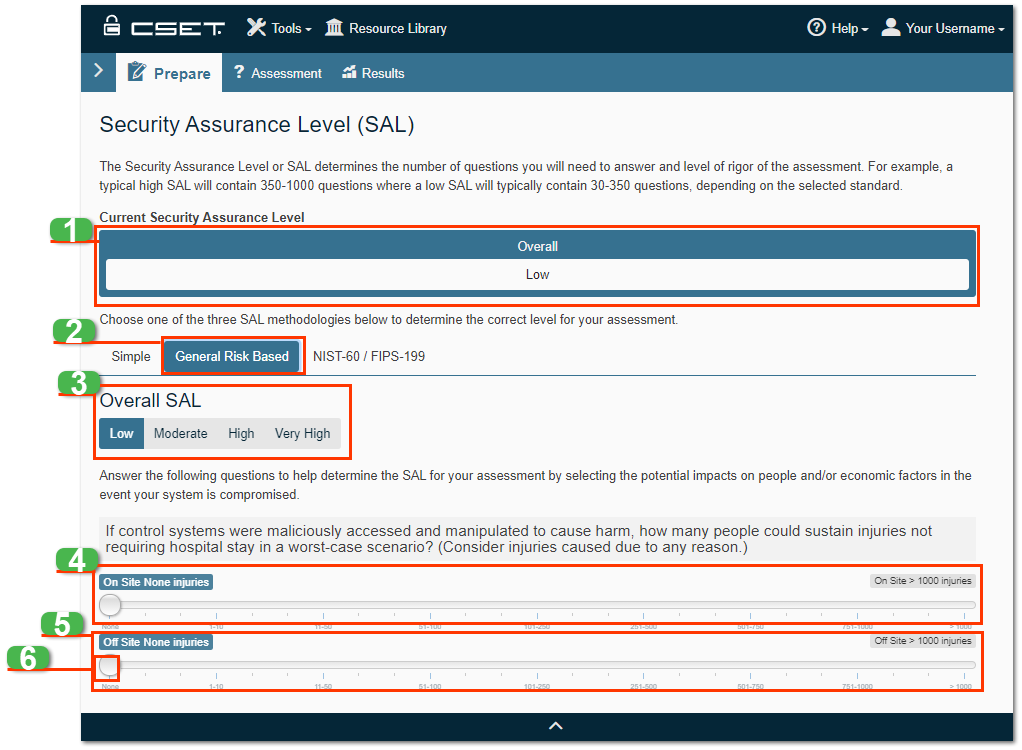 CSET Tools Resource Library Help Your Username
Prepare ? Assessment Results
Security Assurance Level (SAL)
The Security Assurance Level or SAL determines the number of questions you will need to answer and level of rigor of the assessment. For example, a
typical high SAL will contain 350-1000 questions where a low SAL will typically contain 30-350 questions, depending on the selected standard.
Current Security Assurance Level
1
Overall
Low
Choose one of the three SAL methodologies below to determine the correct level for your assessment.
2
Simple General Risk Based NIST-60 / FIPS-199
3
Overall SAL
Low Moderate High Very High
Answer the following questions to help determine the SAL for your assessment by selecting the potential impacts on people and/or economic factors in the
event your system is compromised.
If control systems were maliciously accessed and manipulated to cause harm, how many people could sustain injuries not
requiring hospital stay in a worst-case scenario? (Consider injuries caused due to any reason.)
4
On Site None injuries On Site > 1000 injuries
None 1-10 11-50 51-100 101-250 251-500 501-750 751-1000 > 1000
5
Off Site None injuries Off Site > 1000 injuries
6
None 1-10 11-50 51-100 101-250 251-500 501-750 751-1000 > 1000